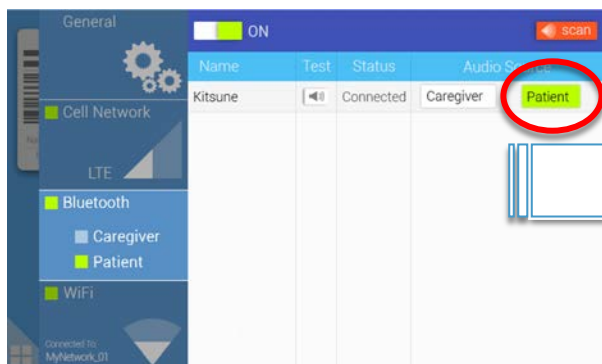 General
ON
scan
Name Test Status Audio Source
Kitsune Connected Caregiver Patient
Cell Network
LTE
Bluetooth
Caregiver
Patient
WiFi
Connected To:
MyNetwork_01